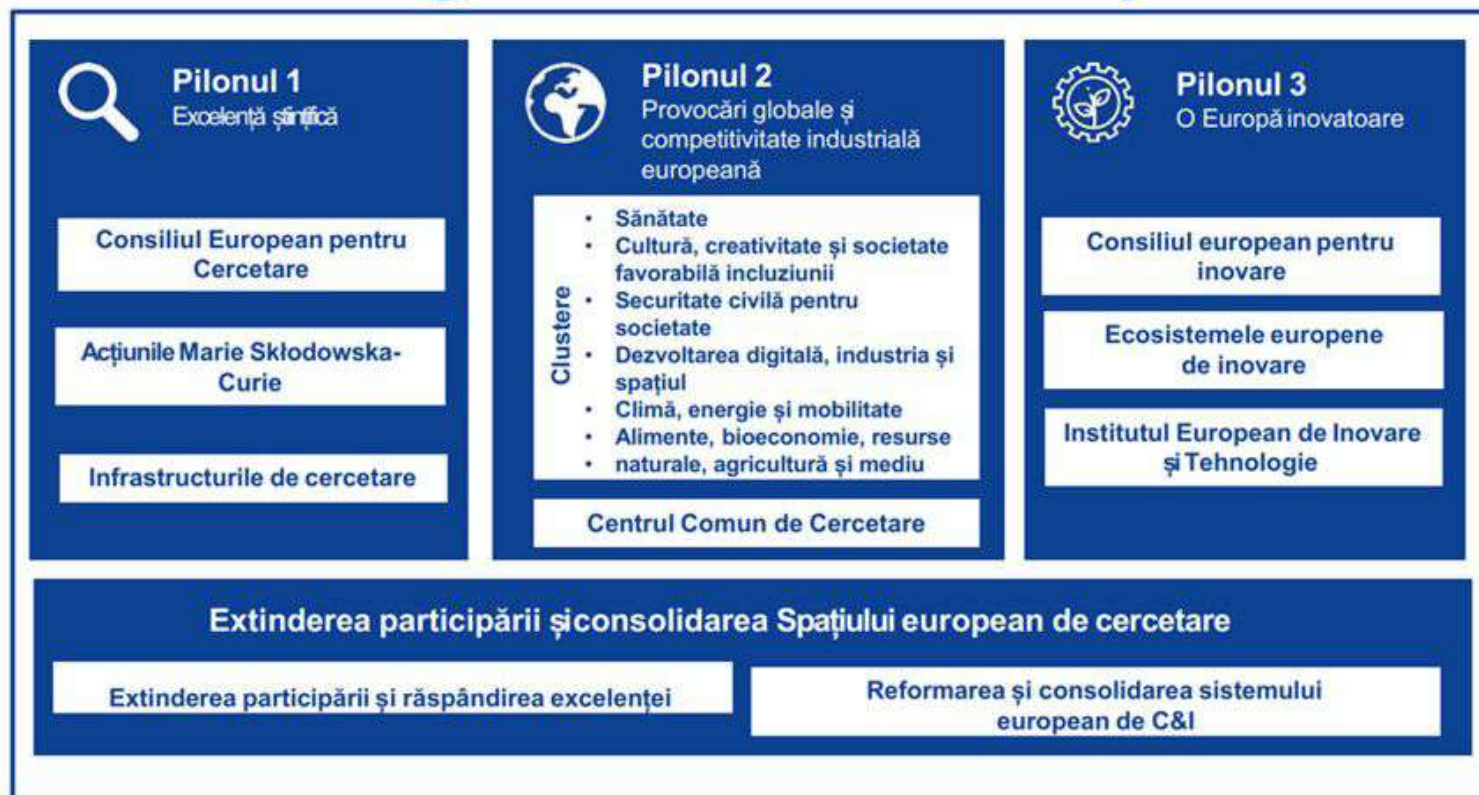 Pilonul 1
Excelență științifică
Consiliul European pentru
Cercetare
Acțiunile Marie Skłodowska-
Curie
Infrastructurile de cercetare
Pilonul 2
Provocări globale și
competitivitate industrială
europeană
Clustere
• Sănătate
• Cultură, creativitate și societate
favorabilă incluziunii
• Securitate civilă pentru
societate
• Dezvoltarea digitală, industria și
spațiul
• Climă, energie și mobilitate
• Alimente, bioeconomie, resurse
• naturale, agricultură și mediu
Centrul Comun de Cercetare
Pilonul 3
O Europă inovatoare
Consiliul european pentru
inovare
Ecosistemele europene
de inovare
Institutul European de Inovare
și Tehnologie
Extinderea participării și consolidarea Spațiului european de cercetare
Extinderea participării și răspândirea excelenței
Reformarea și consolidarea sistemului
european de C&I